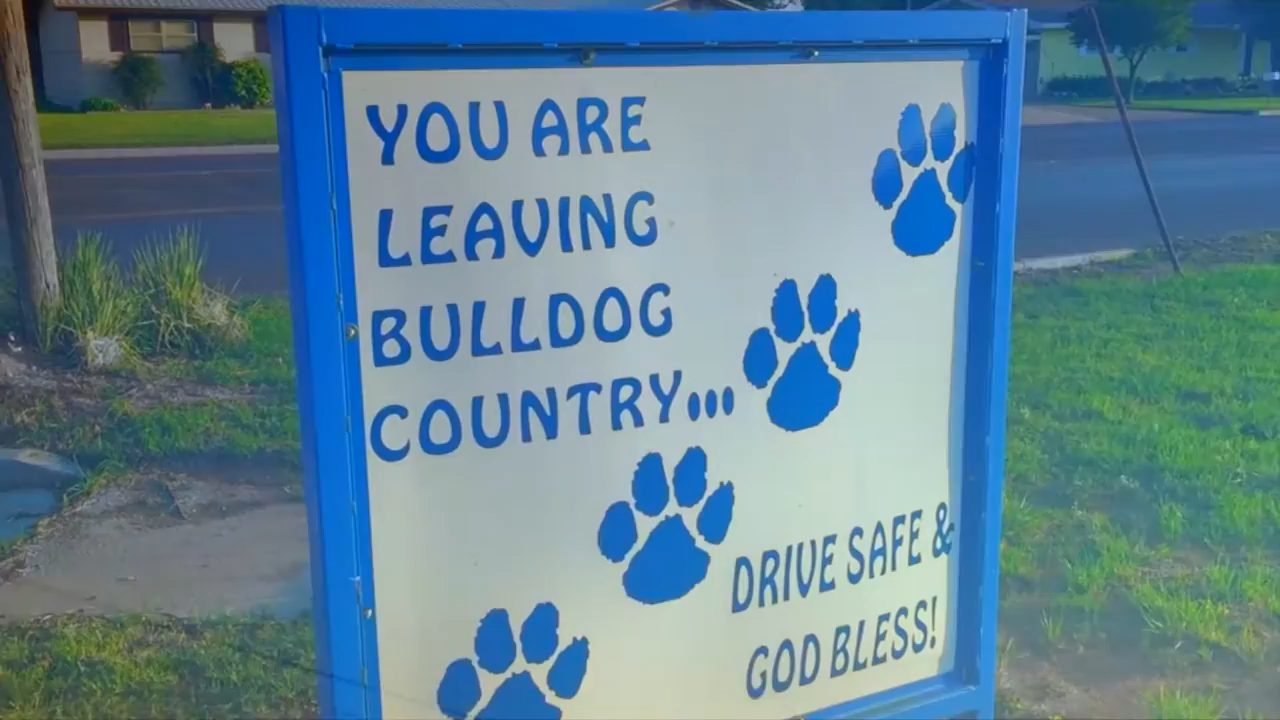 YOU ARE
LEAVING
BULLDOG
COUNTRY...
DRIVE SAFE &
GOD BLESS!